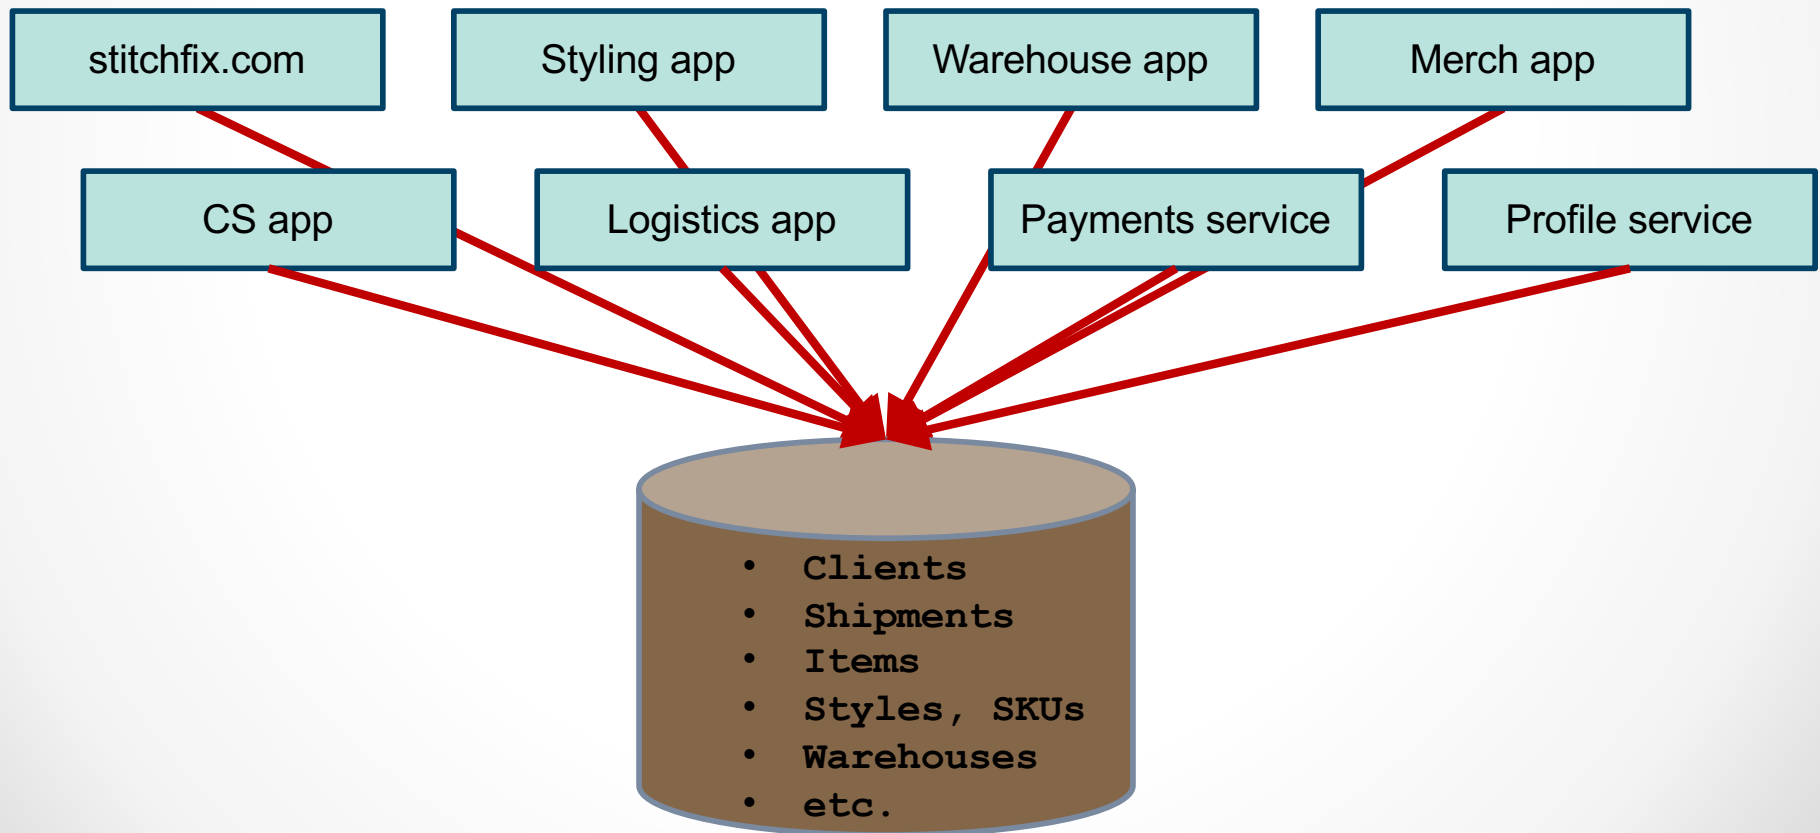 stitchfix.com
Styling app
Warehouse app
Merch app
CS app
Logistics app
Payments service
Profile service
• Clients
• Shipments
• Items
• Styles, SKUs
• Warehouses
• etc.